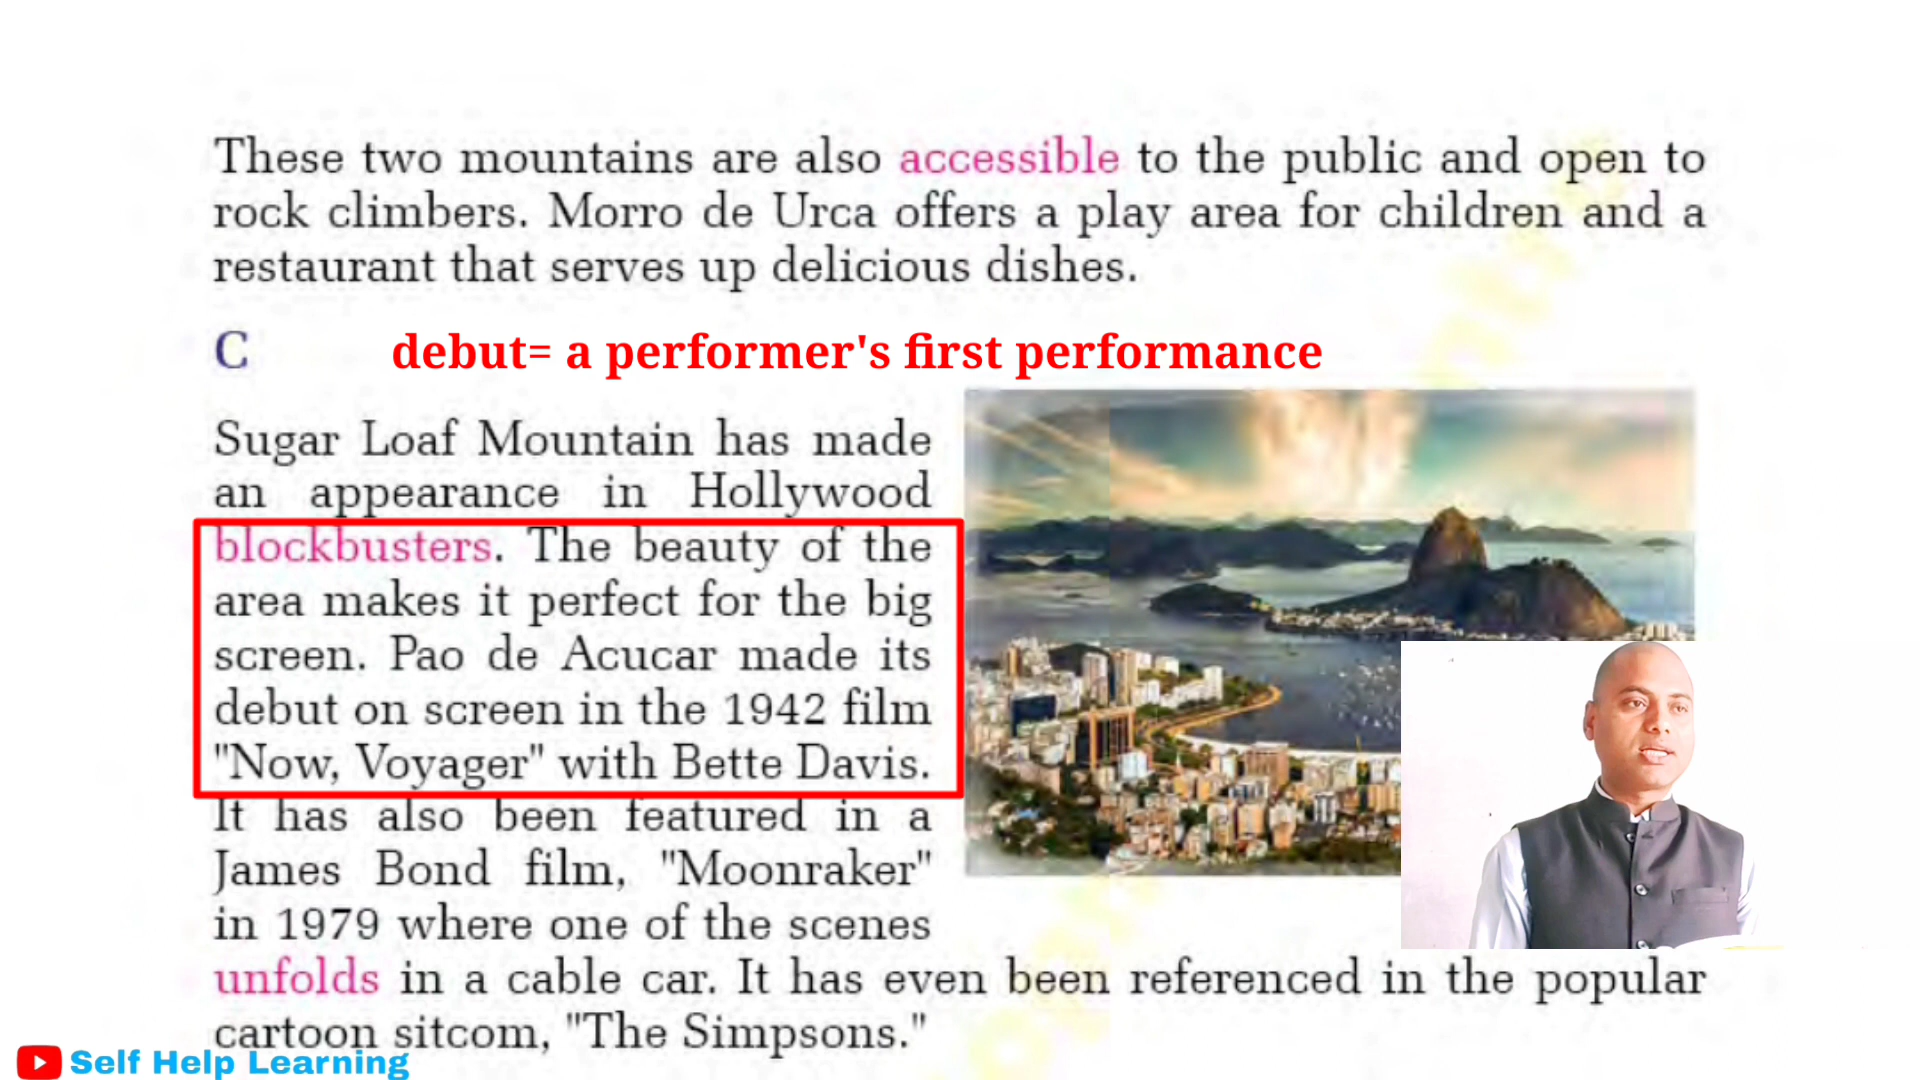 These two mountains are also accessible to the public and open to
rock climbers. Morro de Urca offers a play area for children and a
restaurant that serves up delicious dishes.
C
debut= a performer's first performance
Sugar Loaf Mountain has made
an appearance in Hollywood
blockbusters. The beauty of the
area makes it perfect for the big
screen. Pao de Acucar made its
debut on screen in the 1942 film
"Now, Voyager" with Bette Davis.
It has also been featured in a
James Bond film, "Moonraker"
in 1979 where one of the scenes
unfolds in a cable car. It has even been referenced in the popular
cartoon sitcom, "The Simpsons."
Self Help Learning